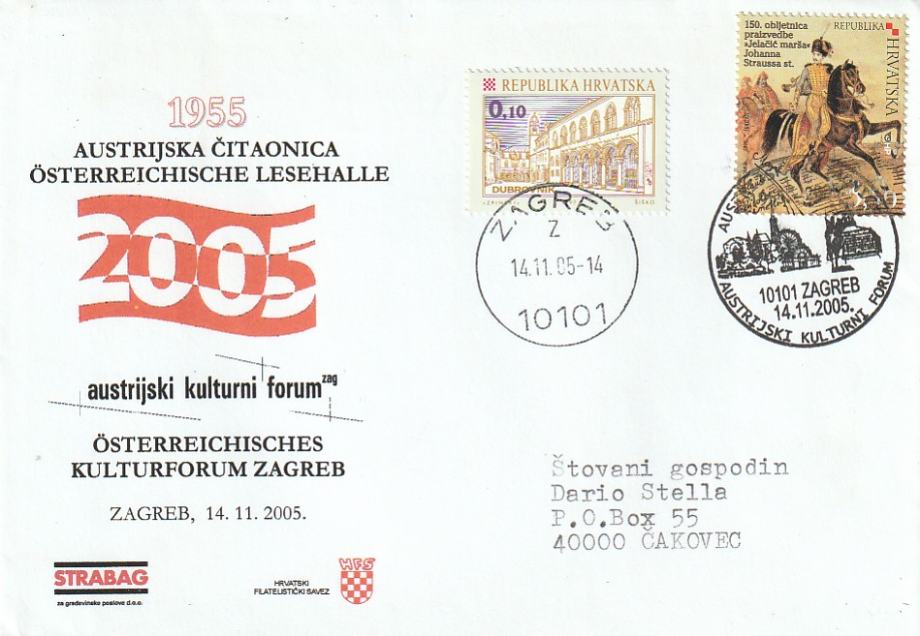 1955
AUSTRIJSKA ČITAONICA
ÖSTERREICHISCHE LESEHALLE
2005
austrijski kulturni forum zag
ÖSTERREICHISCHES
KULTURFORUM ZAGREB
ZAGREB, 14. 11. 2005.
STRABAG
za građevinske poslove d.o.o.
HRVATSKI
FILATELISTIČKI SAVEZ
HFS
REPUBLIKA HRVATSKA
0,10
DUBROVNIK
ŠIŠKO
ZAGREB
Z
14.11.05-14
10101
150. obljetnica
praizvedbe
»Jelačić marša«
Johanna
Straussa st.
REPUBLIKA
HRVATSKA
10101 ZAGREB
14.11.2005.
AUSTRIJSKI KULTURNI FORUM
Štovani gospodin
Dario Stella
P.O.Box 55
40000 ČAKOVEC